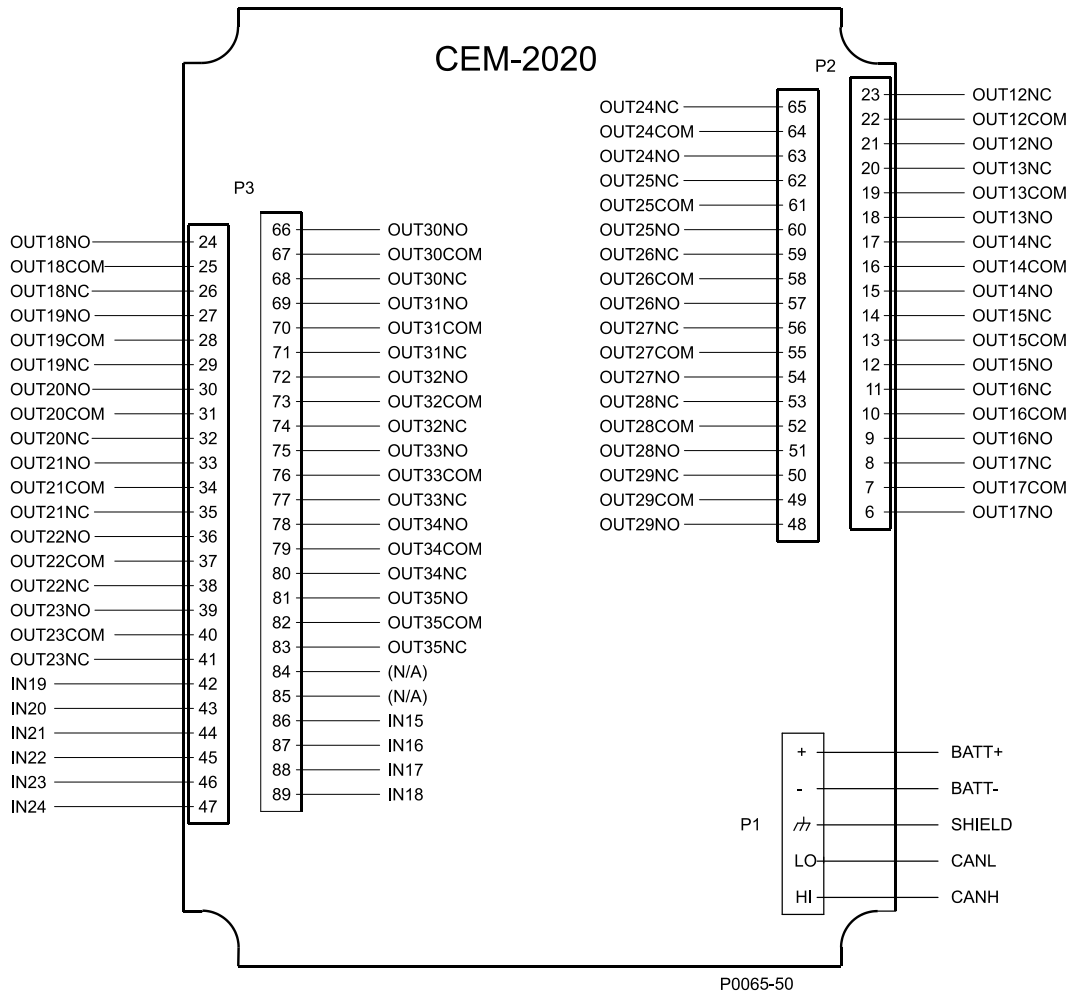 CEM-2020
P2
P3
OUT18NO 24
OUT18COM 25
OUT18NC 26
OUT19NO 27
OUT19COM 28
OUT19NC 29
OUT20NO 30
OUT20COM 31
OUT20NC 32
OUT21NO 33
OUT21COM 34
OUT21NC 35
OUT22NO 36
OUT22COM 37
OUT22NC 38
OUT23NO 39
OUT23COM 40
OUT23NC 41
IN19 42
IN20 43
IN21 44
IN22 45
IN23 46
IN24 47
66 OUT30NO
67 OUT30COM
68 OUT30NC
69 OUT31NO
70 OUT31COM
71 OUT31NC
72 OUT32NO
73 OUT32COM
74 OUT32NC
75 OUT33NO
76 OUT33COM
77 OUT33NC
78 OUT34NO
79 OUT34COM
80 OUT34NC
81 OUT35NO
82 OUT35COM
83 OUT35NC
84 (N/A)
85 (N/A)
86 IN15
87 IN16
88 IN17
89 IN18
OUT24NC 65
OUT24COM 64
OUT24NO 63
OUT25NC 62
OUT25COM 61
OUT25NO 60
OUT26NC 59
OUT26COM 58
OUT26NO 57
OUT27NC 56
OUT27COM 55
OUT27NO 54
OUT28NC 53
OUT28COM 52
OUT28NO 51
OUT29NC 50
OUT29COM 49
OUT29NO 48
23 OUT12NC
22 OUT12COM
21 OUT12NO
20 OUT13NC
19 OUT13COM
18 OUT13NO
17 OUT14NC
16 OUT14COM
15 OUT14NO
14 OUT15NC
13 OUT15COM
12 OUT15NO
11 OUT16NC
10 OUT16COM
9 OUT16NO
8 OUT17NC
7 OUT17COM
6 OUT17NO
P1
+ BATT+
- BATT-
SHIELD
LO CANL
HI CANH
P0065-50